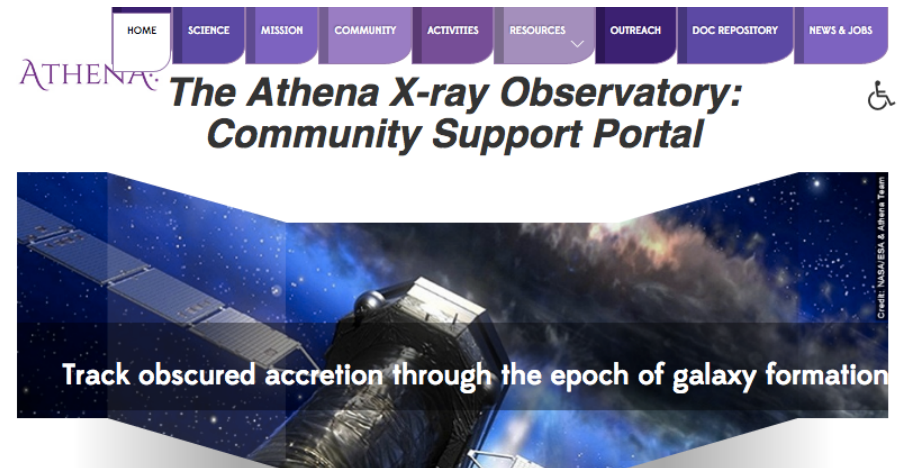 HOME
SCIENCE
MISSION
COMMUNITY
ACTIVITIES
RESOURCES
OUTREACH
DOC REPOSITORY
NEWS & JOBS
ATHENA
The Athena X-ray Observatory:
Community Support Portal
Credit: NASA/ESA & Athena Team
Track obscured accretion through the epoch of galaxy formation